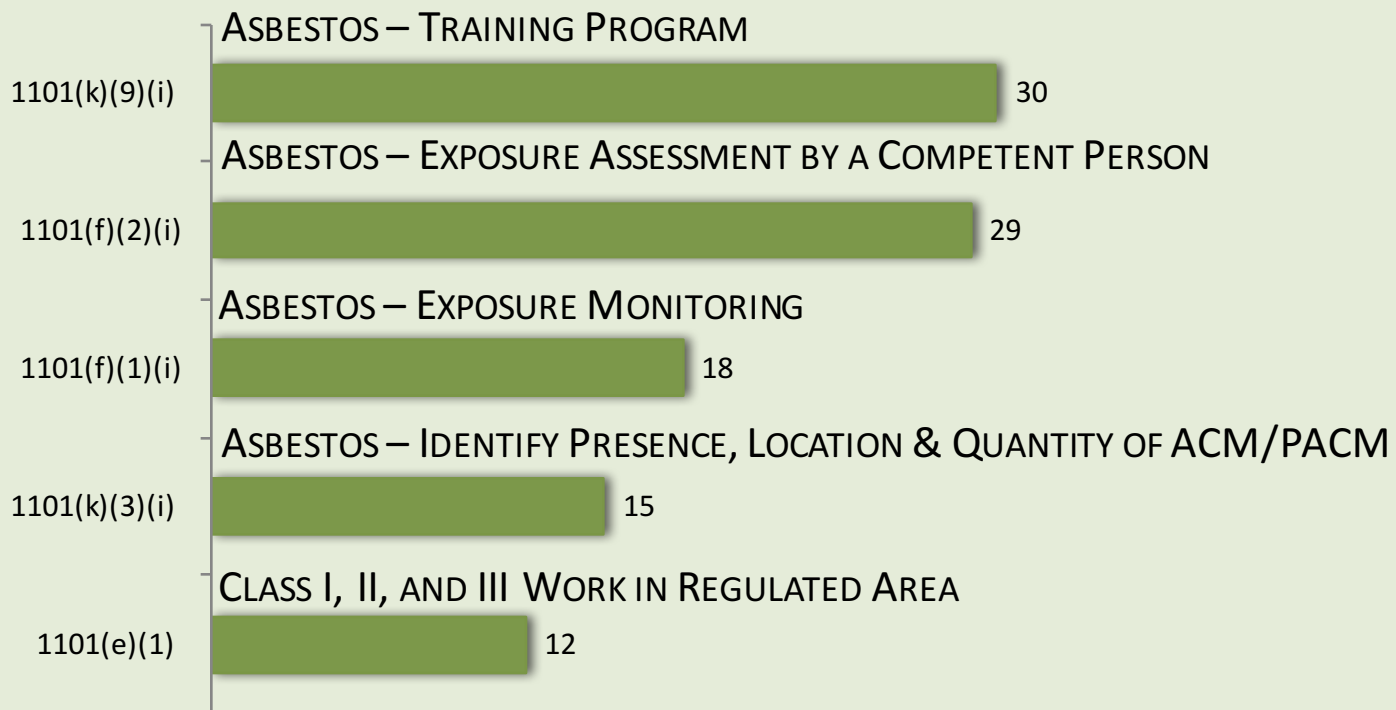 ASBESTOS – TRAINING PROGRAM
1101(k)(9)(i) 30
ASBESTOS – EXPOSURE ASSESSMENT BY A COMPETENT PERSON
1101(f)(2)(i) 29
ASBESTOS – EXPOSURE MONITORING
1101(f)(1)(i) 18
ASBESTOS – IDENTIFY PRESENCE, LOCATION & QUANTITY OF ACM/PACM
1101(k)(3)(i) 15
CLASS I, II, AND III WORK IN REGULATED AREA
1101(e)(1) 12